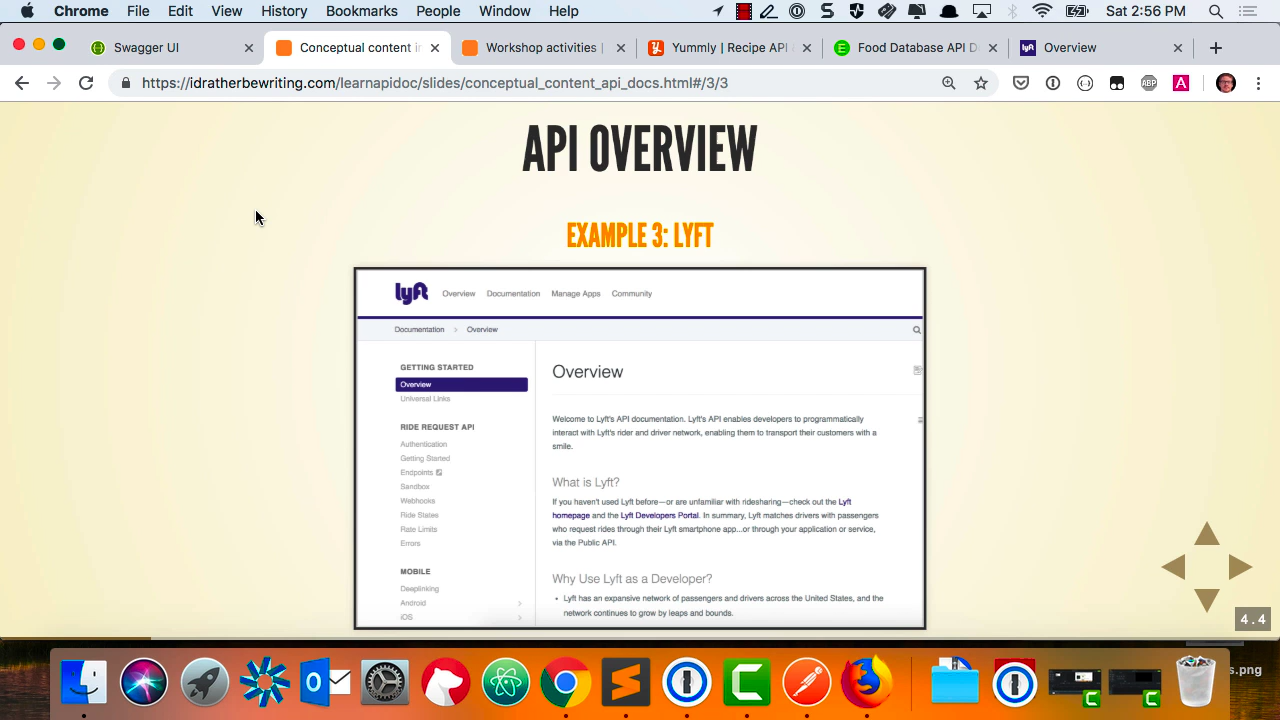 Chrome File Edit View History Bookmarks People Window Help Sat 2:56 PM
Swagger UI Conceptual content in Workshop activities | Yummly | Recipe API Food Database API D Overview
https://idratherbewriting.com/learnapidoc/slides/conceptual_content_api_docs.html#/3/3
API OVERVIEW
EXAMPLE 3: LYFT
lyft Overview Documentation Manage Apps Community
Documentation > Overview
GETTING STARTED
Overview
Universal Links
RIDE REQUEST API
Authentication
Getting Started
Endpoints
Sandbox
Webhooks
Ride States
Rate Limits
Errors
MOBILE
Deeplinking
Android
iOS
Overview
Welcome to Lyft's API documentation. Lyft's API enables developers to programmatically
interact with Lyft's rider and driver network, enabling them to transport their customers with a
smile.
What is Lyft?
If you haven't used Lyft before—or are unfamiliar with ridesharing—check out the Lyft
homepage and the Lyft Developers Portal. In summary, Lyft matches drivers with passengers
who request rides through their Lyft smartphone app...or through your application or service,
via the Public API.
Why Use Lyft as a Developer?
• Lyft has an expansive network of passengers and drivers across the United States, and the
network continues to grow by leaps and bounds.
4.4
s.png